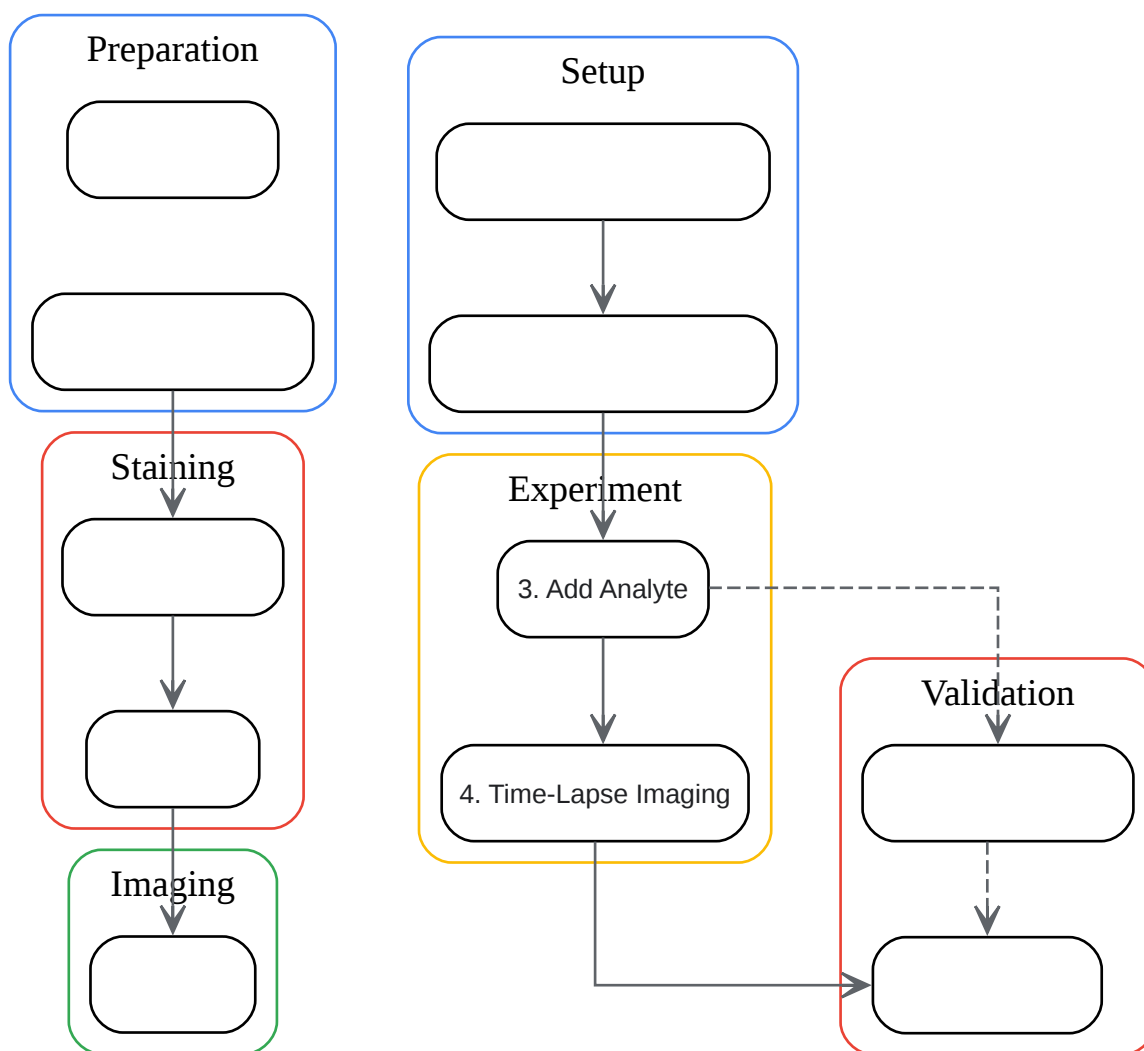 Preparation
Staining
Imaging
Setup
Experiment
3. Add Analyte
4. Time-Lapse Imaging
Validation